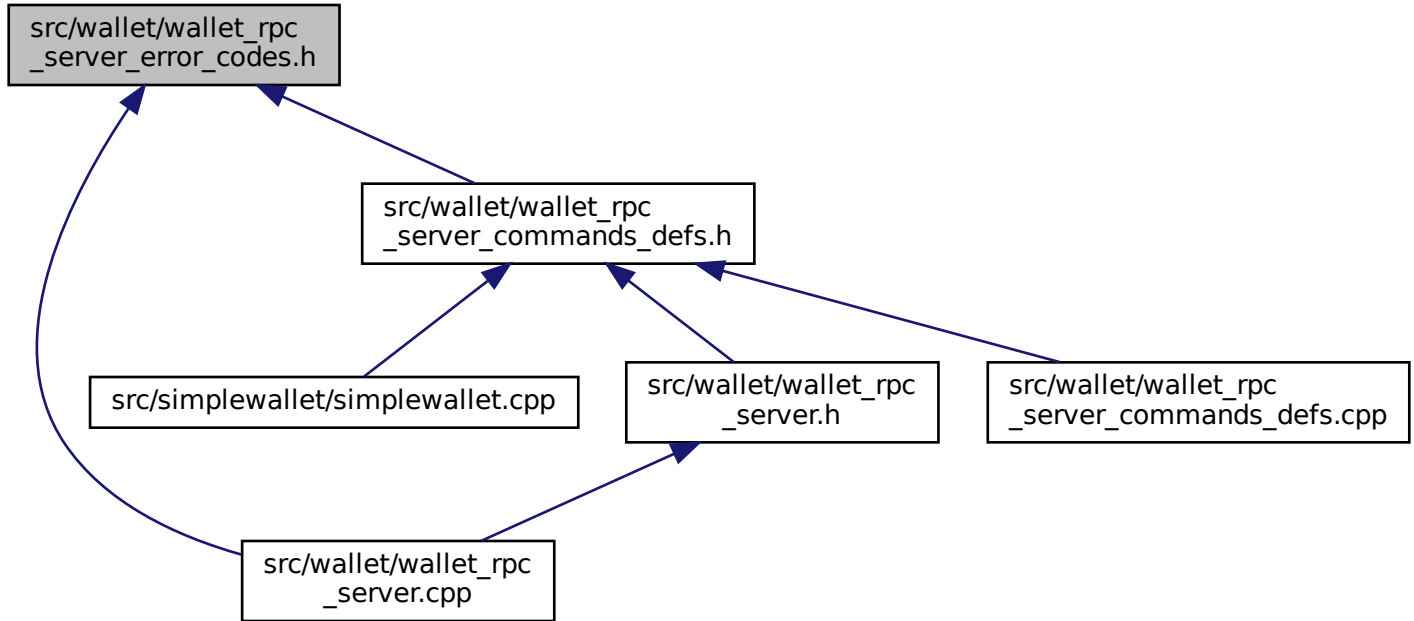 src/wallet/wallet_rpc
_server_error_codes.h
src/wallet/wallet_rpc
_server_commands_defs.h
src/simplewallet/simplewallet.cpp
src/wallet/wallet_rpc
_server.h
src/wallet/wallet_rpc
_server_commands_defs.cpp
src/wallet/wallet_rpc
_server.cpp